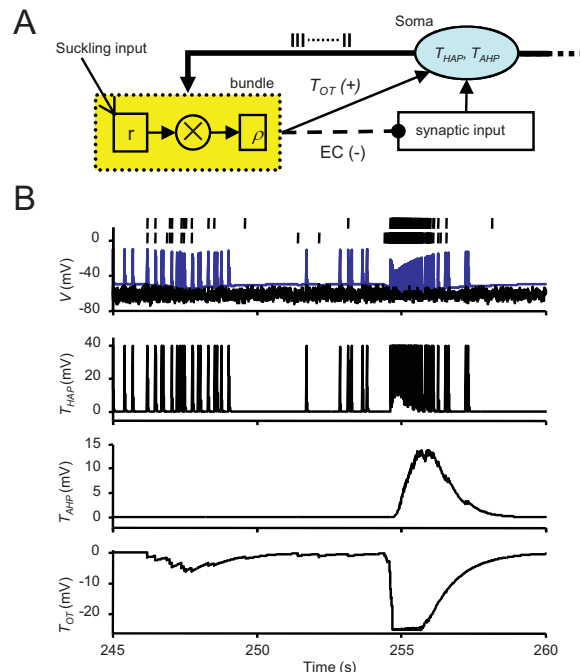 A
Soma
Suckling input
T_HAP, T_AHP
bundle
T_OT (+)
r
ρ
synaptic input
EC (-)
B
V (mV)
0
-40
-80
T_HAP (mV)
40
20
0
T_AHP (mV)
15
10
5
0
T_OT (mV)
0
-10
-20
245
250
255
260
Time (s)